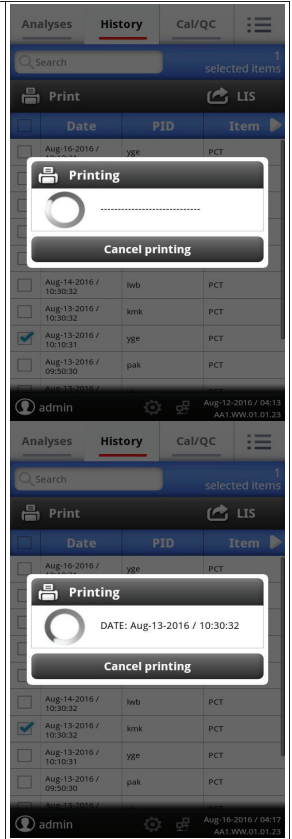 Analyses History Cal/QC
Search
1
selected items
Print LIS
Date PID Item
Aug-16-2016 /
yge PCT
Printing
----------------------------
Cancel printing
Aug-14-2016 /
10:30:32
lwb PCT
Aug-13-2016 /
10:30:32
kmk PCT
Aug-13-2016 /
10:10:31
yge PCT
Aug-13-2016 /
09:50:30
pak PCT
admin
Aug-12-2016 / 04:13
AA1.WW.01.01.23
Analyses History Cal/QC
Search
1
selected items
Print LIS
Date PID Item
Aug-16-2016 /
yge PCT
Printing
DATE: Aug-13-2016 / 10:30:32
Cancel printing
Aug-14-2016 /
10:30:32
lwb PCT
Aug-13-2016 /
10:30:32
kmk PCT
Aug-13-2016 /
10:10:31
yge PCT
Aug-13-2016 /
09:50:30
pak PCT
admin
Aug-16-2016 / 04:17
AA1.WW.01.01.23